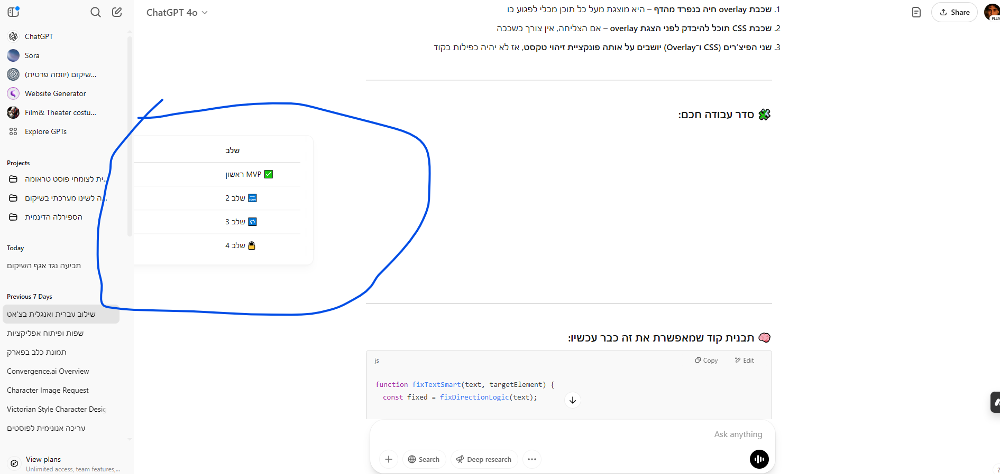 ChatGPT 4o
Share
PLUS
ChatGPT
Sora
שיקום (יוזמה פרטית)...
Website Generator
Film& Theater costu...
Explore GPTs
Projects
ית לצומחי פוסט טראומה..
ה לשינו מערכתי בשיקום...
הספירלה הדינמית
Today
תביעה נגד אגף השיקום
Previous 7 Days
שילוב עברית ואנגלית בצ'אט
שפות ופיתוח אפליקציות
תמונת כלב בפארק
Convergence.ai Overview
Character Image Request
Victorian Style Character Desig
עריכה אנונימית לפוסטים
View plans
Unlimited access, team features,...
1. שכבת overlay חיה בנפרד מהדף – היא מוצגת מעל כל תוכן מבלי לפגוע בו
2. שכבת CSS תוכל להיבדק לפני הצגת overlay – אם הצליחה, אין צורך בשכבה
3. שני הפיצ'רים (CSS ו־Overlay) יושבים על אותה פונקציית זיהוי טקסט, אז לא יהיה כפילות בקוד
🧩 סדר עבודה חכם:
שלב
✅ MVP ראשון
🔜 שלב 2
🔁 שלב 3
🔒 שלב 4
🧠 תבנית קוד שמאפשרת את זה כבר עכשיו:
js
Copy
Edit
function fixTextSmart(text, targetElement) {
const fixed = fixDirectionLogic(text);
Ask anything
Search
Deep research
?